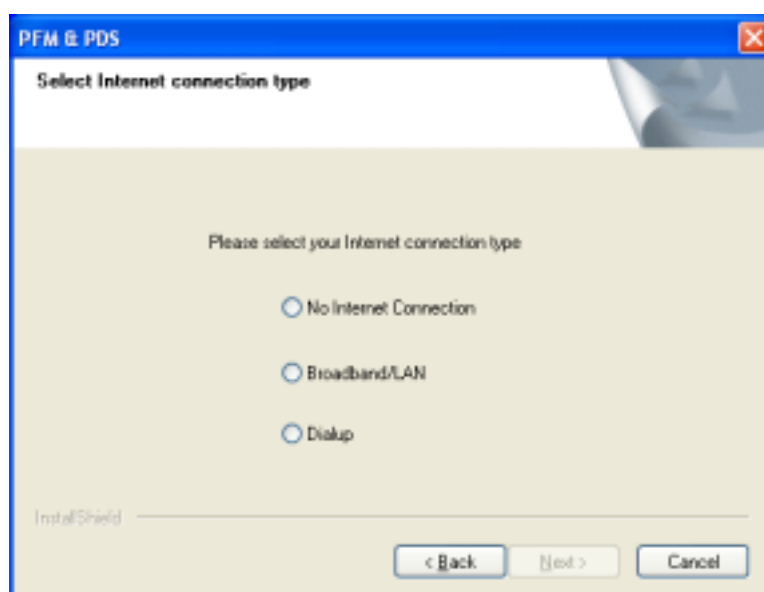 PFM & PDS
Select Internet connection type
Please select your Internet connection type
No Internet Connection
Broadband/LAN
Dialup
InstallShield
< Back Next > Cancel